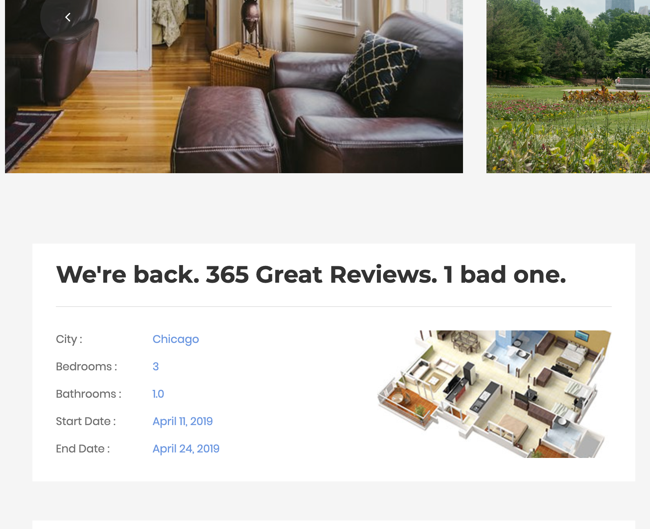 We're back. 365 Great Reviews. 1 bad one.
City : Chicago
Bedrooms : 3
Bathrooms : 1.0
Start Date : April 11, 2019
End Date : April 24, 2019